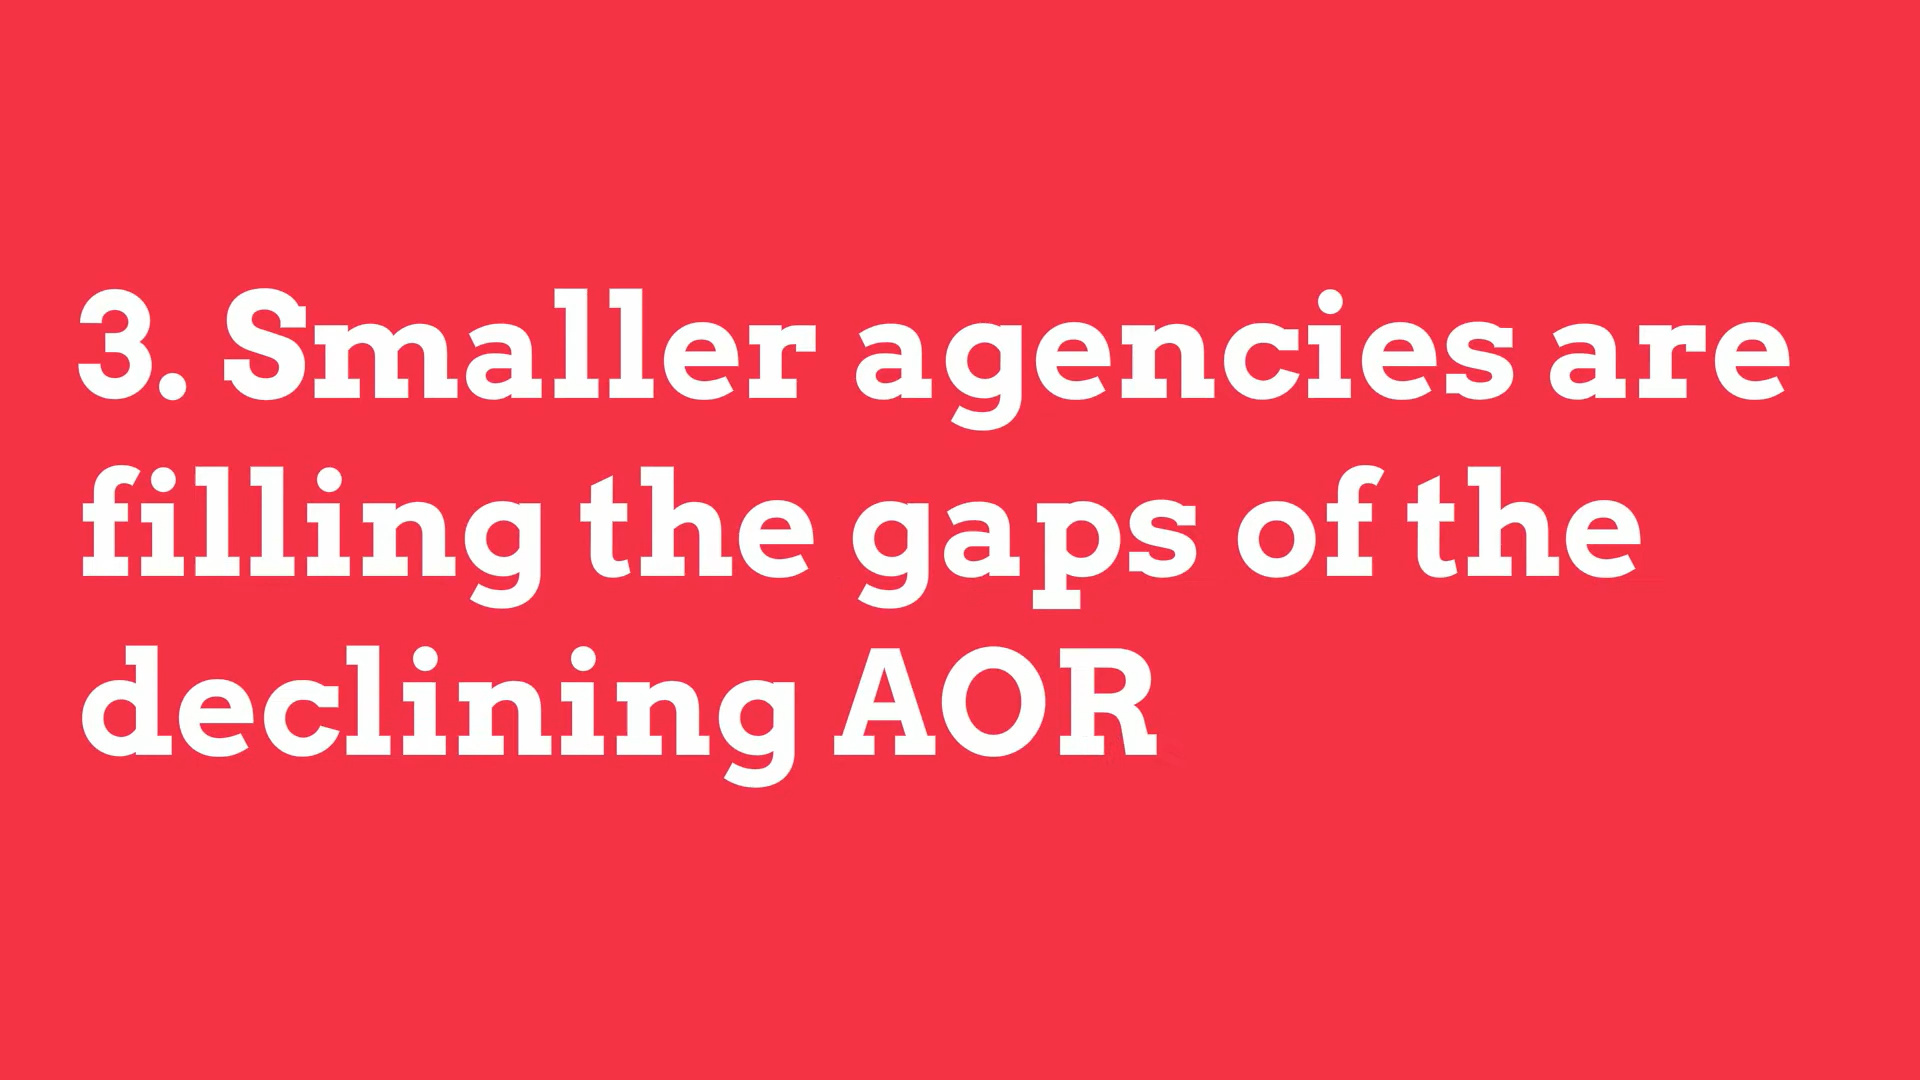 3. Smaller agencies are
filling the gaps of the
declining AOR